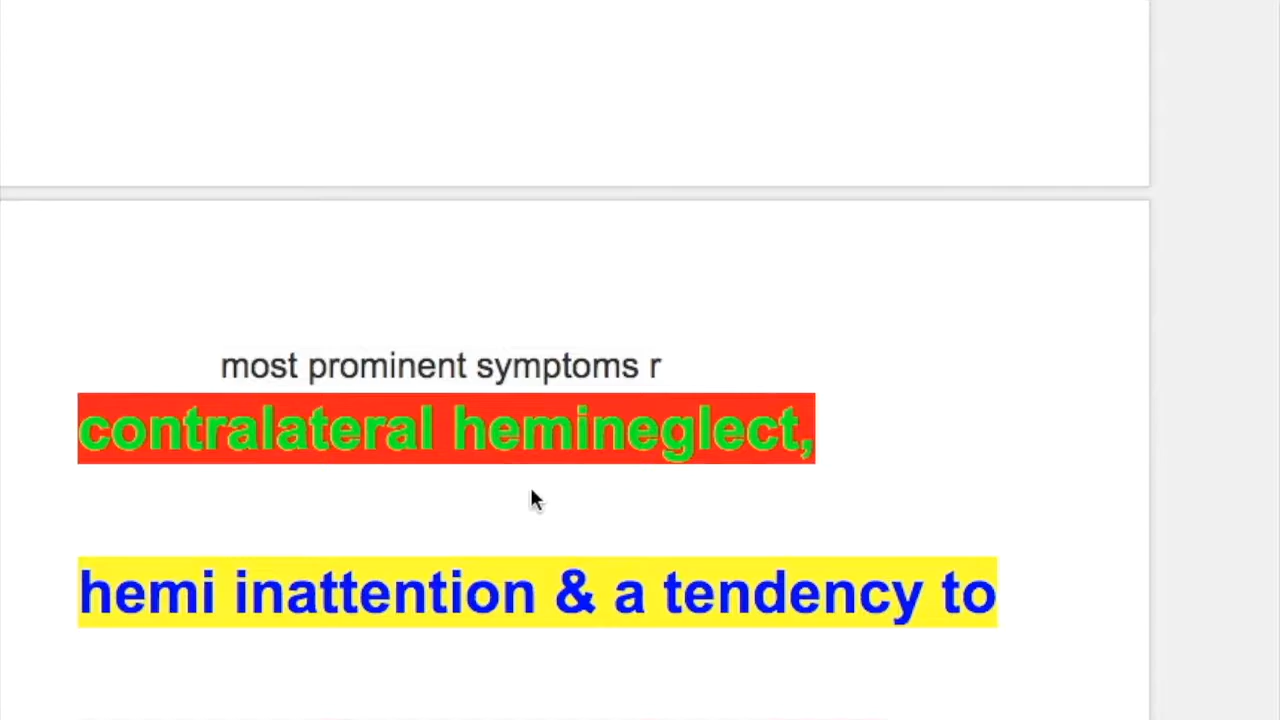 most prominent symptoms r
contralateral hemineglect,
hemi inattention & a tendency to